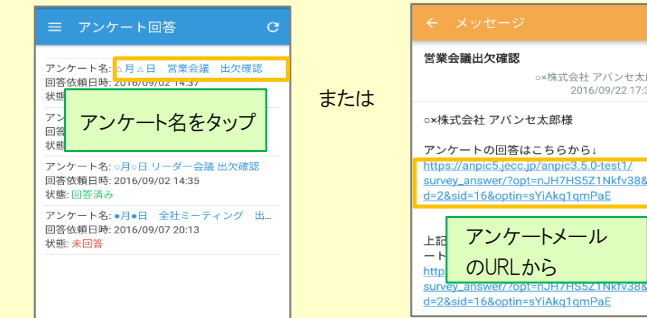 アンケート回答
アンケート名: △月△日 営業会議 出欠確認
回答依頼日時: 2016/09/02 14:37
状態
アンケート名をタップ
アン
回答
状態
アンケート名: ○月○日 リーダー会議 出欠確認
回答依頼日時: 2016/09/02 14:35
状態: 回答済み
アンケート名: ●月●日 全社ミーティング 出...
回答依頼日時: 2016/09/07 20:13
状態: 未回答
または
メッセージ
営業会議出欠確認
○×株式会社 アバンセ太
2016/09/22 17:3
○×株式会社 アバンセ太郎様
アンケートの回答はこちらから↓
https://anpic5.jecc.jp/anpic3.5.0-test1/
survey_answer/?opt=nJH7HS5Z1Nkfv38&
d=2&sid=16&optin=sYiAkq1qmPaE
上記
ート
http
アンケートメール
のURLから
survey_answer/?opt=nJH7HS5Z1Nkfv38&
d=2&sid=16&optin=sYiAkq1qmPaE